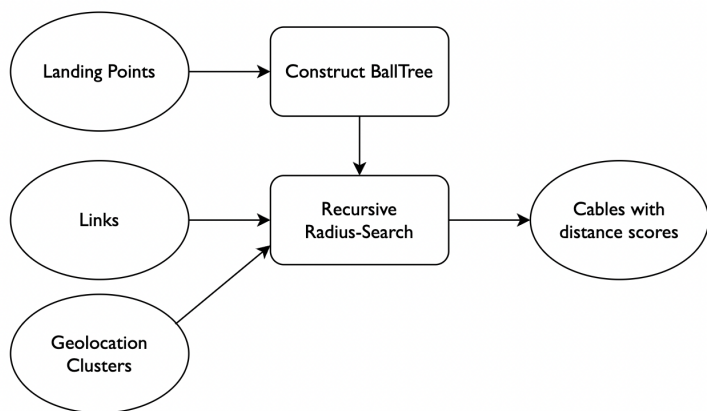 Landing Points
Construct BallTree
Links
Recursive
Radius-Search
Cables with
distance scores
Geolocation
Clusters